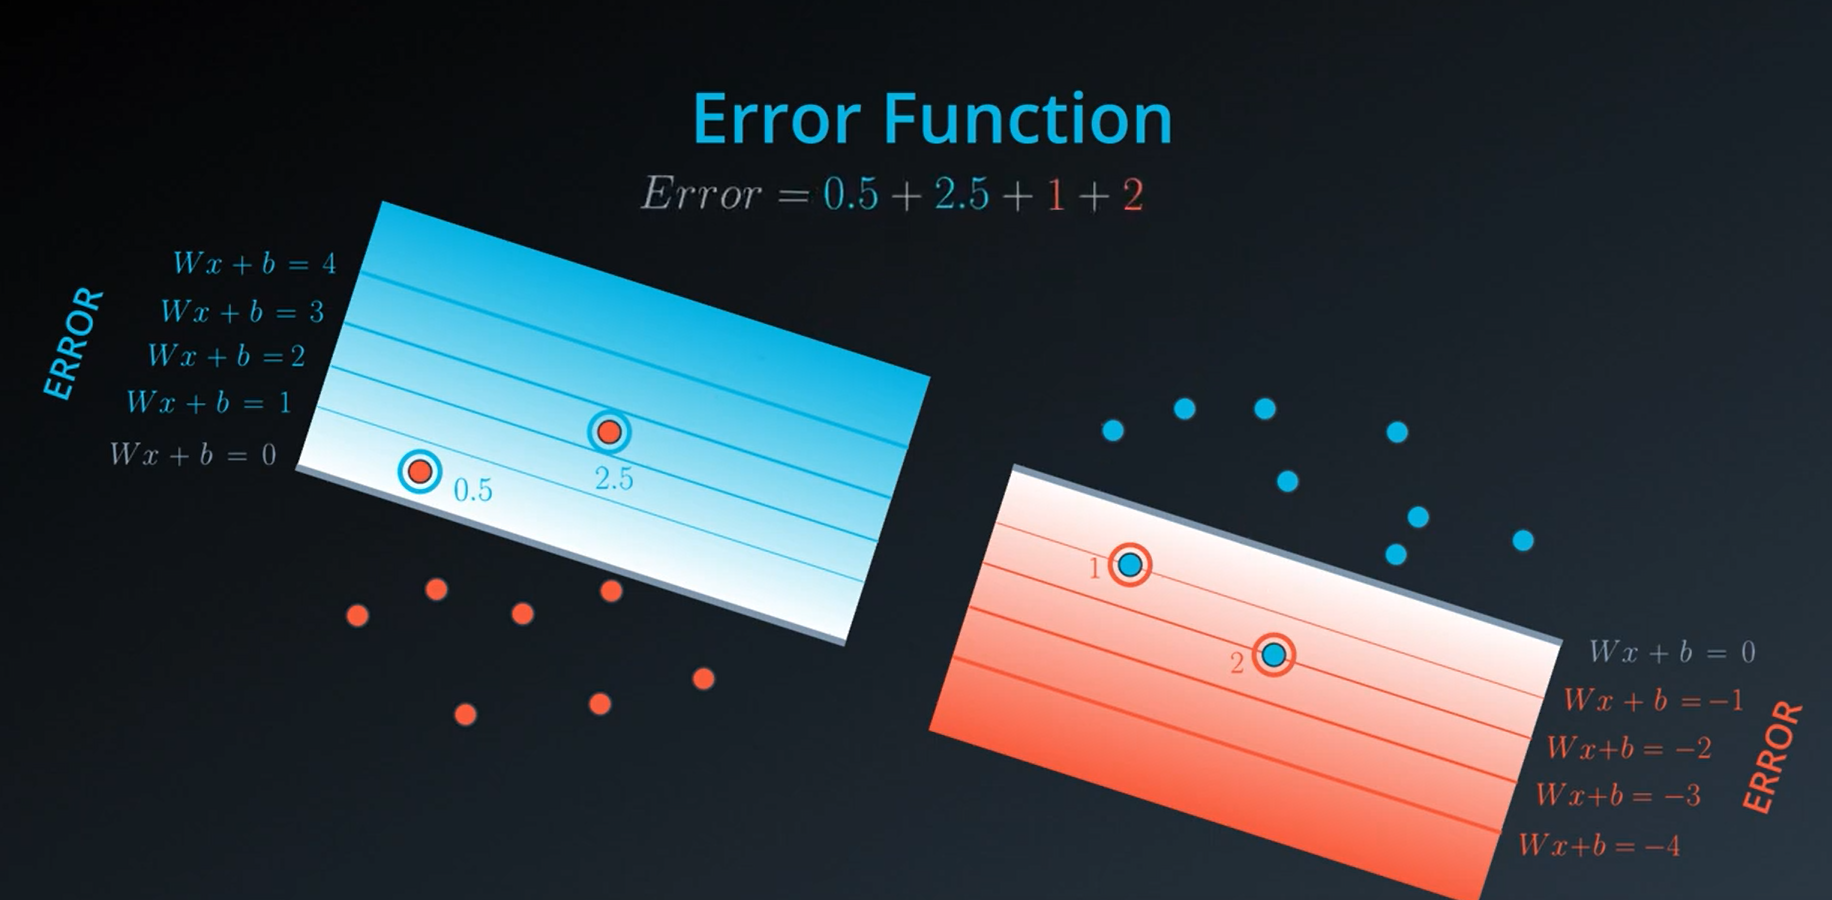 Error Function
Error = 0.5 + 2.5 + 1 + 2
ERROR
Wx + b = 4
Wx + b = 3
Wx + b = 2
Wx + b = 1
Wx + b = 0
0.5
2.5
1
2
Wx + b = 0
Wx + b = −1
Wx+b = −2
Wx+b = −3
Wx+b = −4
ERROR